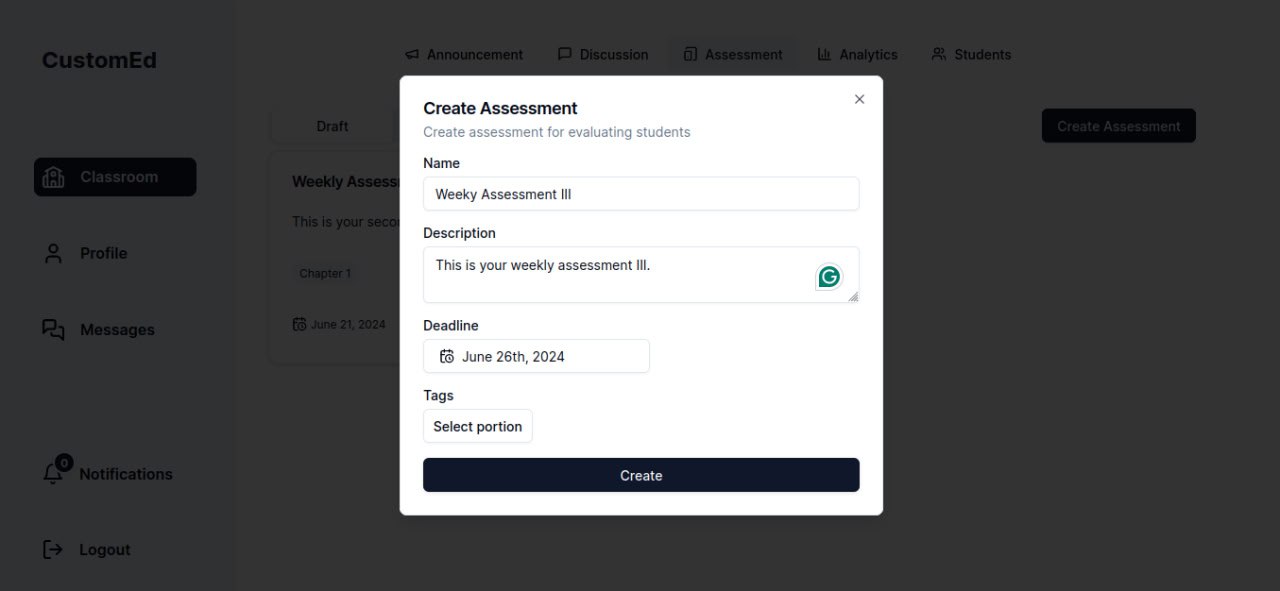 CustomEd
Announcement
Discussion
Assessment
Analytics
Students
Classroom
Profile
Messages
0
Notifications
Logout
Draft
Create Assessment
Weekly Assess
This is your seco
Chapter 1
June 21, 2024
Create Assessment
Create assessment for evaluating students
Name
Weeky Assessment III
Description
This is your weekly assessment III.
G
Deadline
June 26th, 2024
Tags
Select portion
Create